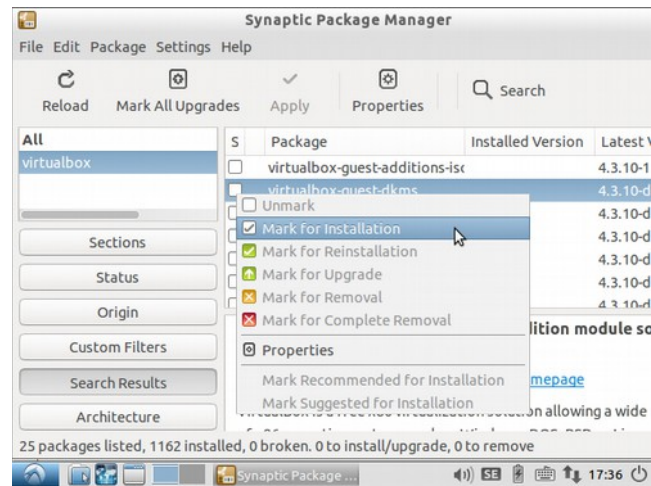 Synaptic Package Manager
File Edit Package Settings Help
Reload Mark All Upgrades Apply Properties Search
All
virtualbox
Sections
Status
Origin
Custom Filters
Search Results
Architecture
S Package Installed Version Latest
virtualbox-guest-additions-iso 4.3.10-1
virtualbox-guest-dkms 4.3.10-d
4.3.10-d
4.3.10-d
4.3.10-d
4.3.10-d
Unmark
Mark for Installation
Mark for Reinstallation
Mark for Upgrade
Mark for Removal
Mark for Complete Removal
Properties
Mark Recommended for Installation
Mark Suggested for Installation
dition module so
mepage
on allowing a wide
25 packages listed, 1162 installed, 0 broken. 0 to install/upgrade, 0 to remove
Synaptic Package ... SE 17:36